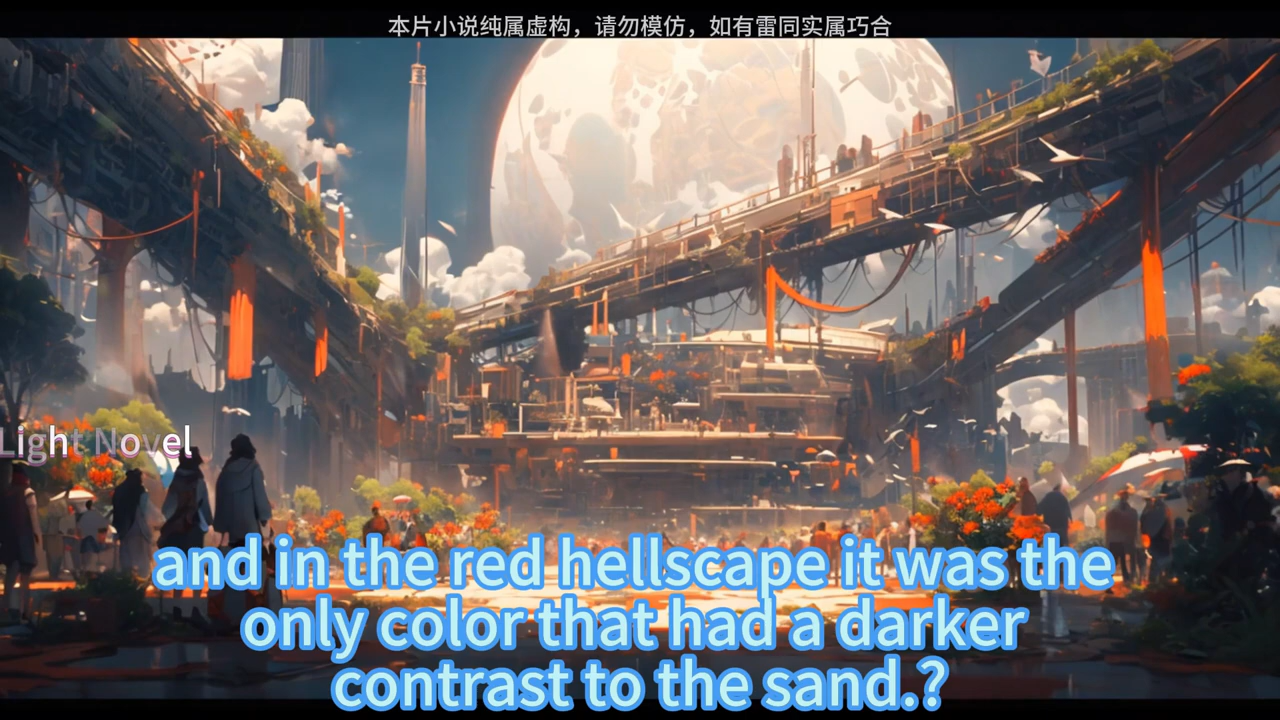 本片小说纯属虚构，请勿模仿，如有雷同实属巧合
Light Novel
and in the red hellscape it was the
only color that had a darker
contrast to the sand.?